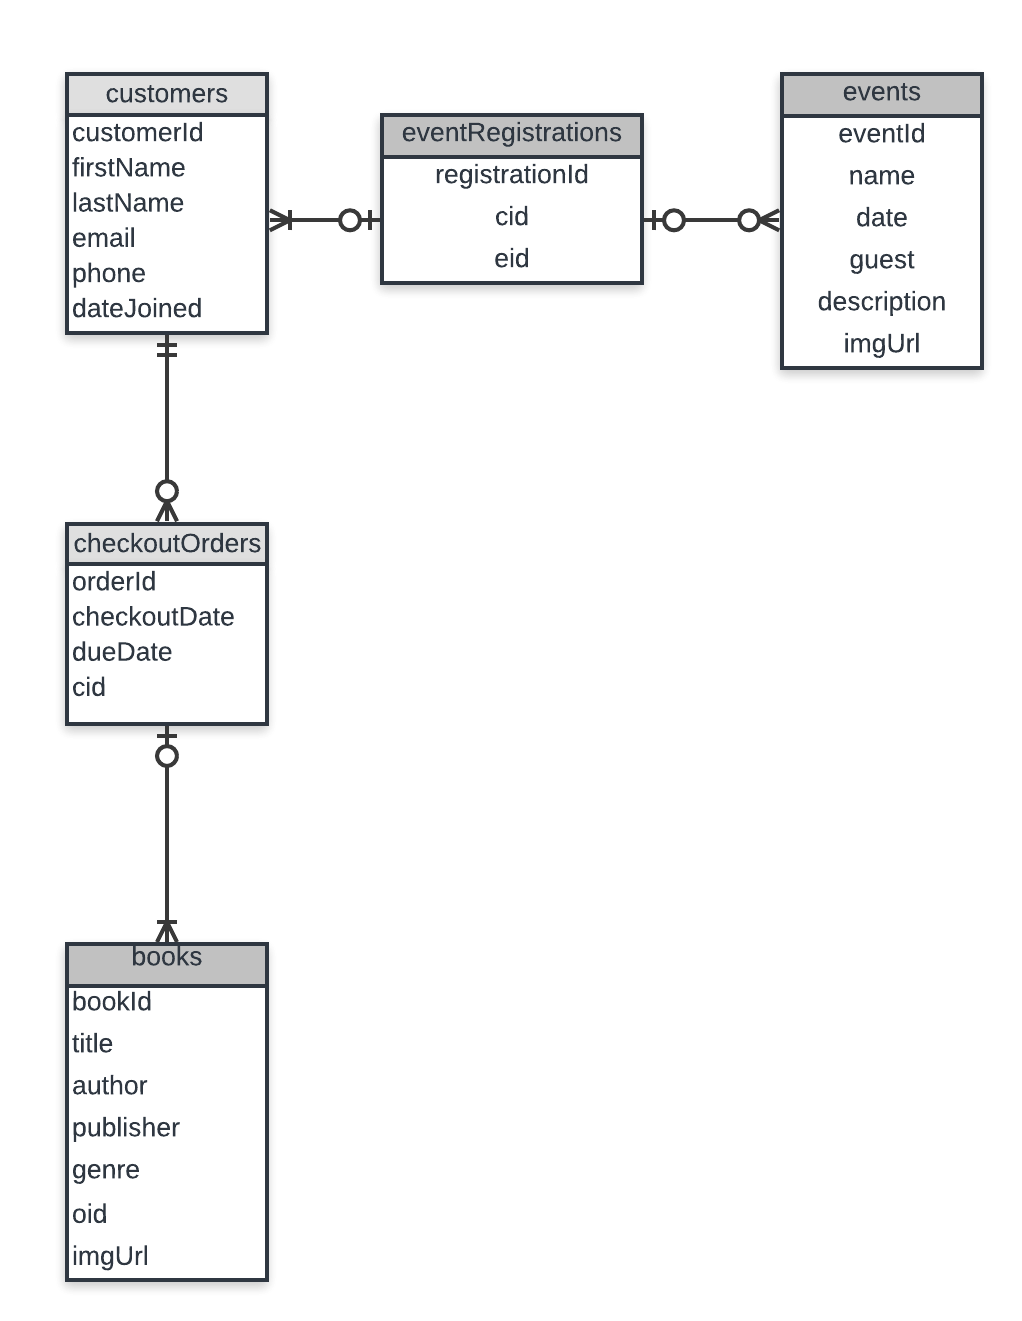 customers
customerId
firstName
lastName
email
phone
dateJoined
eventRegistrations
registrationId
cid
eid
events
eventId
name
date
guest
description
imgUrl
checkoutOrders
orderId
checkoutDate
dueDate
cid
books
bookId
title
author
publisher
genre
oid
imgUrl